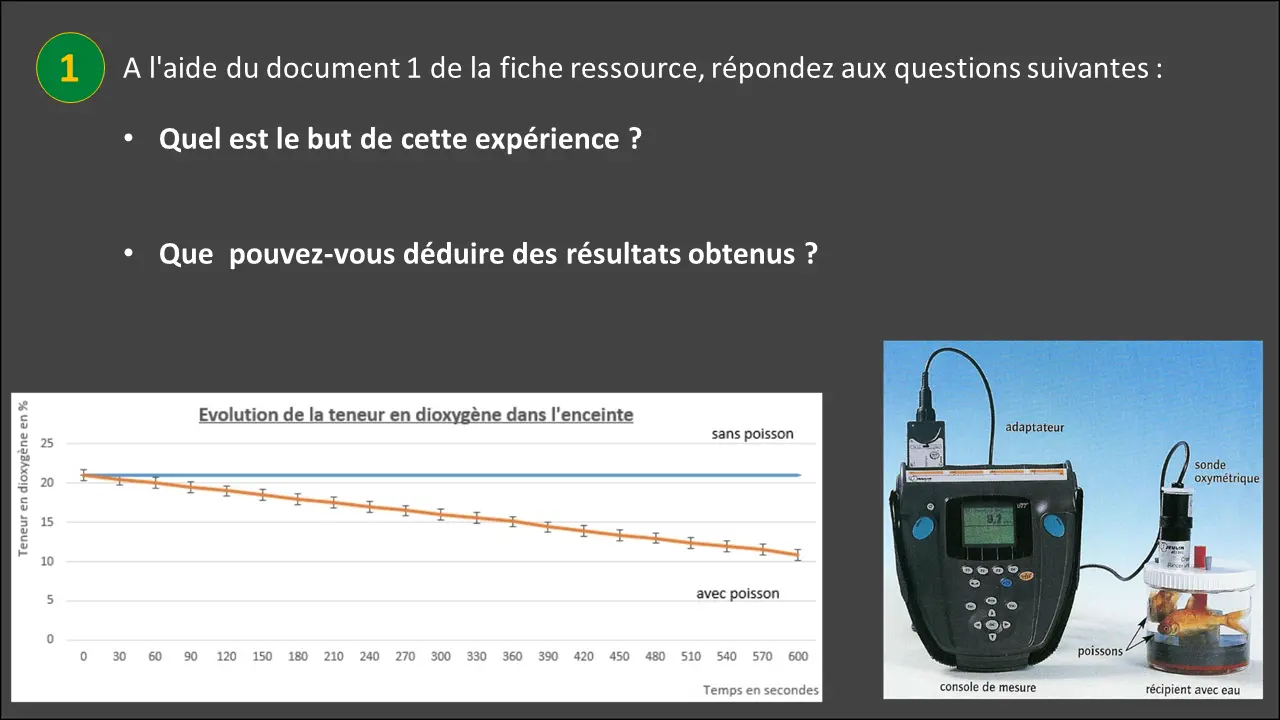 1
A l'aide du document 1 de la fiche ressource, répondez aux questions suivantes :
• Quel est le but de cette expérience ?
• Que pouvez-vous déduire des résultats obtenus ?
Evolution de la teneur en dioxygène dans l'enceinte
Teneur en dioxygène en %
sans poisson
25
20
15
10
5
0
avec poisson
0 30 60 90 120 150 180 210 240 270 300 330 360 390 420 450 480 510 540 570 600
Temps en secondes
adaptateur
sonde
oxymétrique
JEULIN
poissons
console de mesure
récipient avec eau